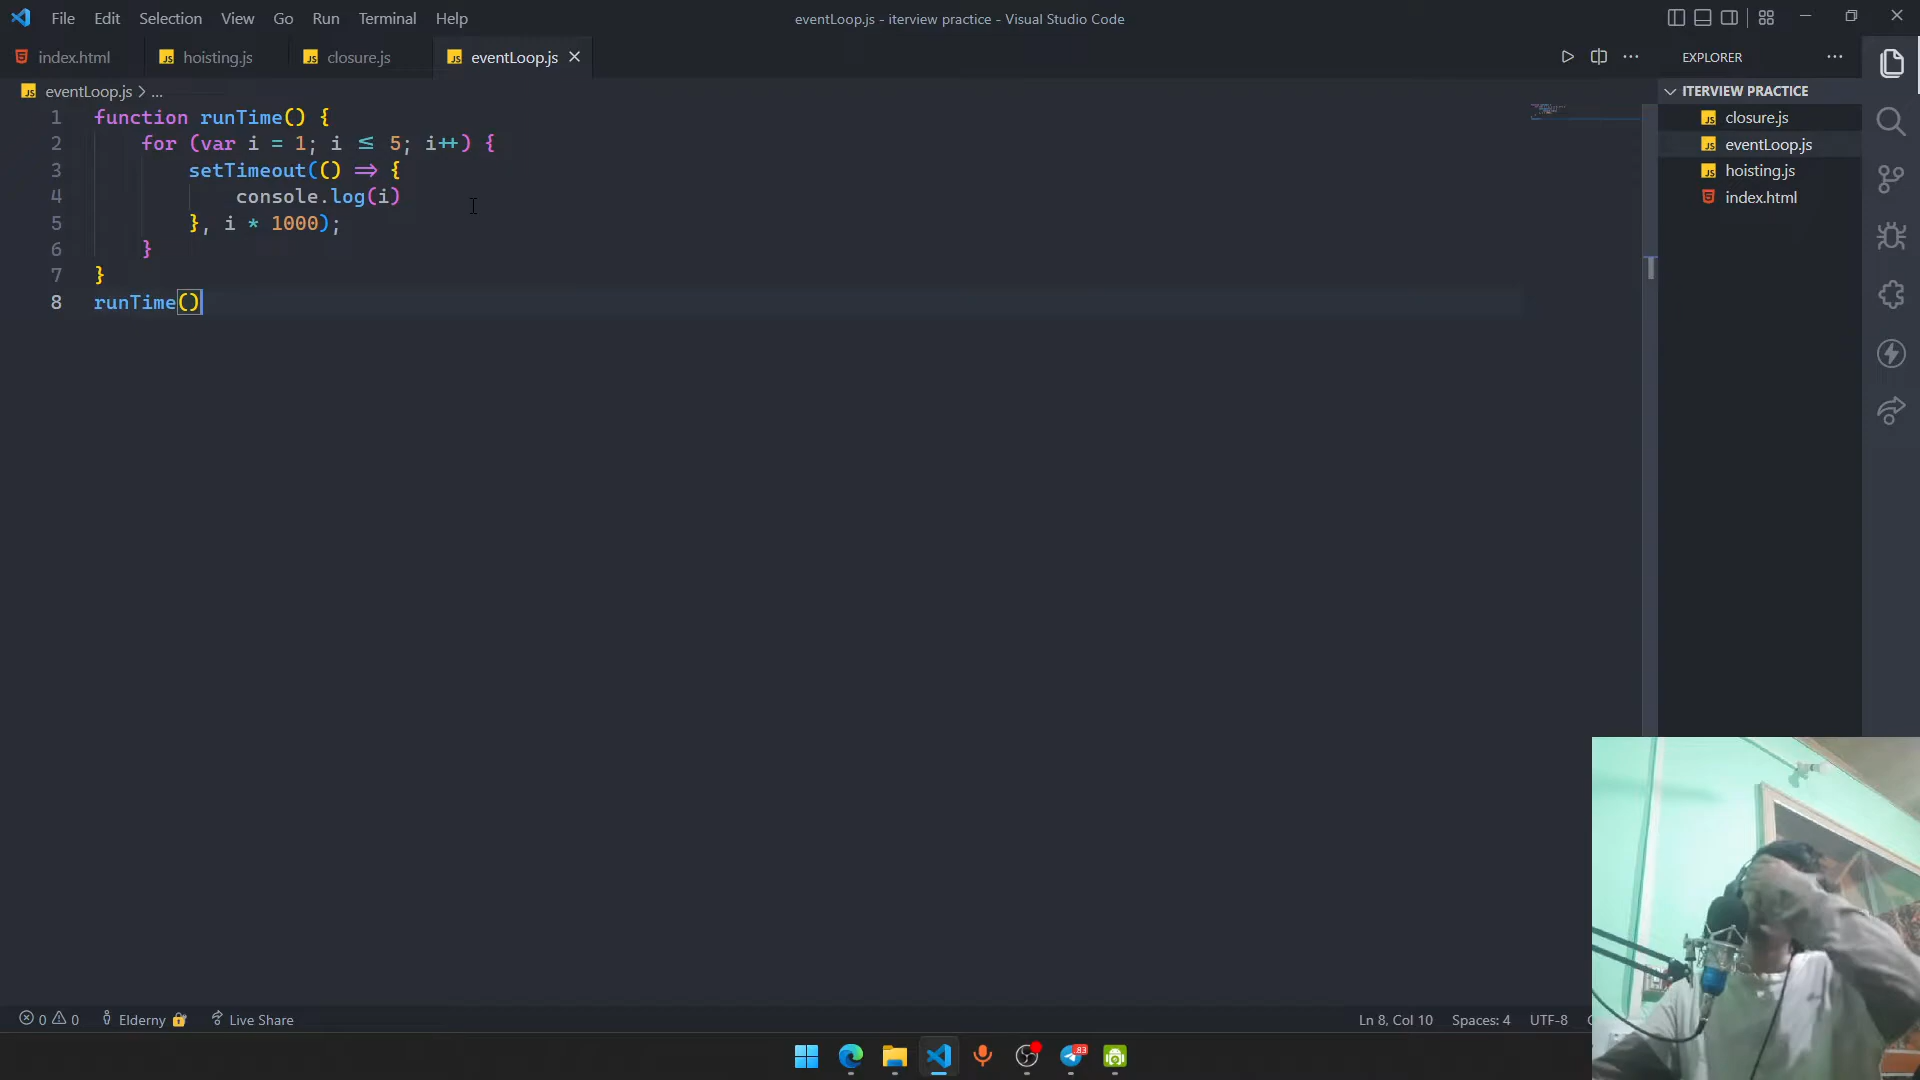 File Edit Selection View Go Run Terminal Help
eventLoop.js - iterview practice - Visual Studio Code
index.html
hoisting.js
closure.js
eventLoop.js
EXPLORER
eventLoop.js > ...
ITERVIEW PRACTICE
closure.js
eventLoop.js
hoisting.js
index.html
1 function runTime() {
2 for (var i = 1; i ≤ 5; i++) {
3 setTimeout(() => {
4 console.log(i)
5 }, i * 1000);
6 }
7 }
8 runTime()
0 0 Elderny Live Share
Ln 8, Col 10 Spaces: 4 UTF-8
83